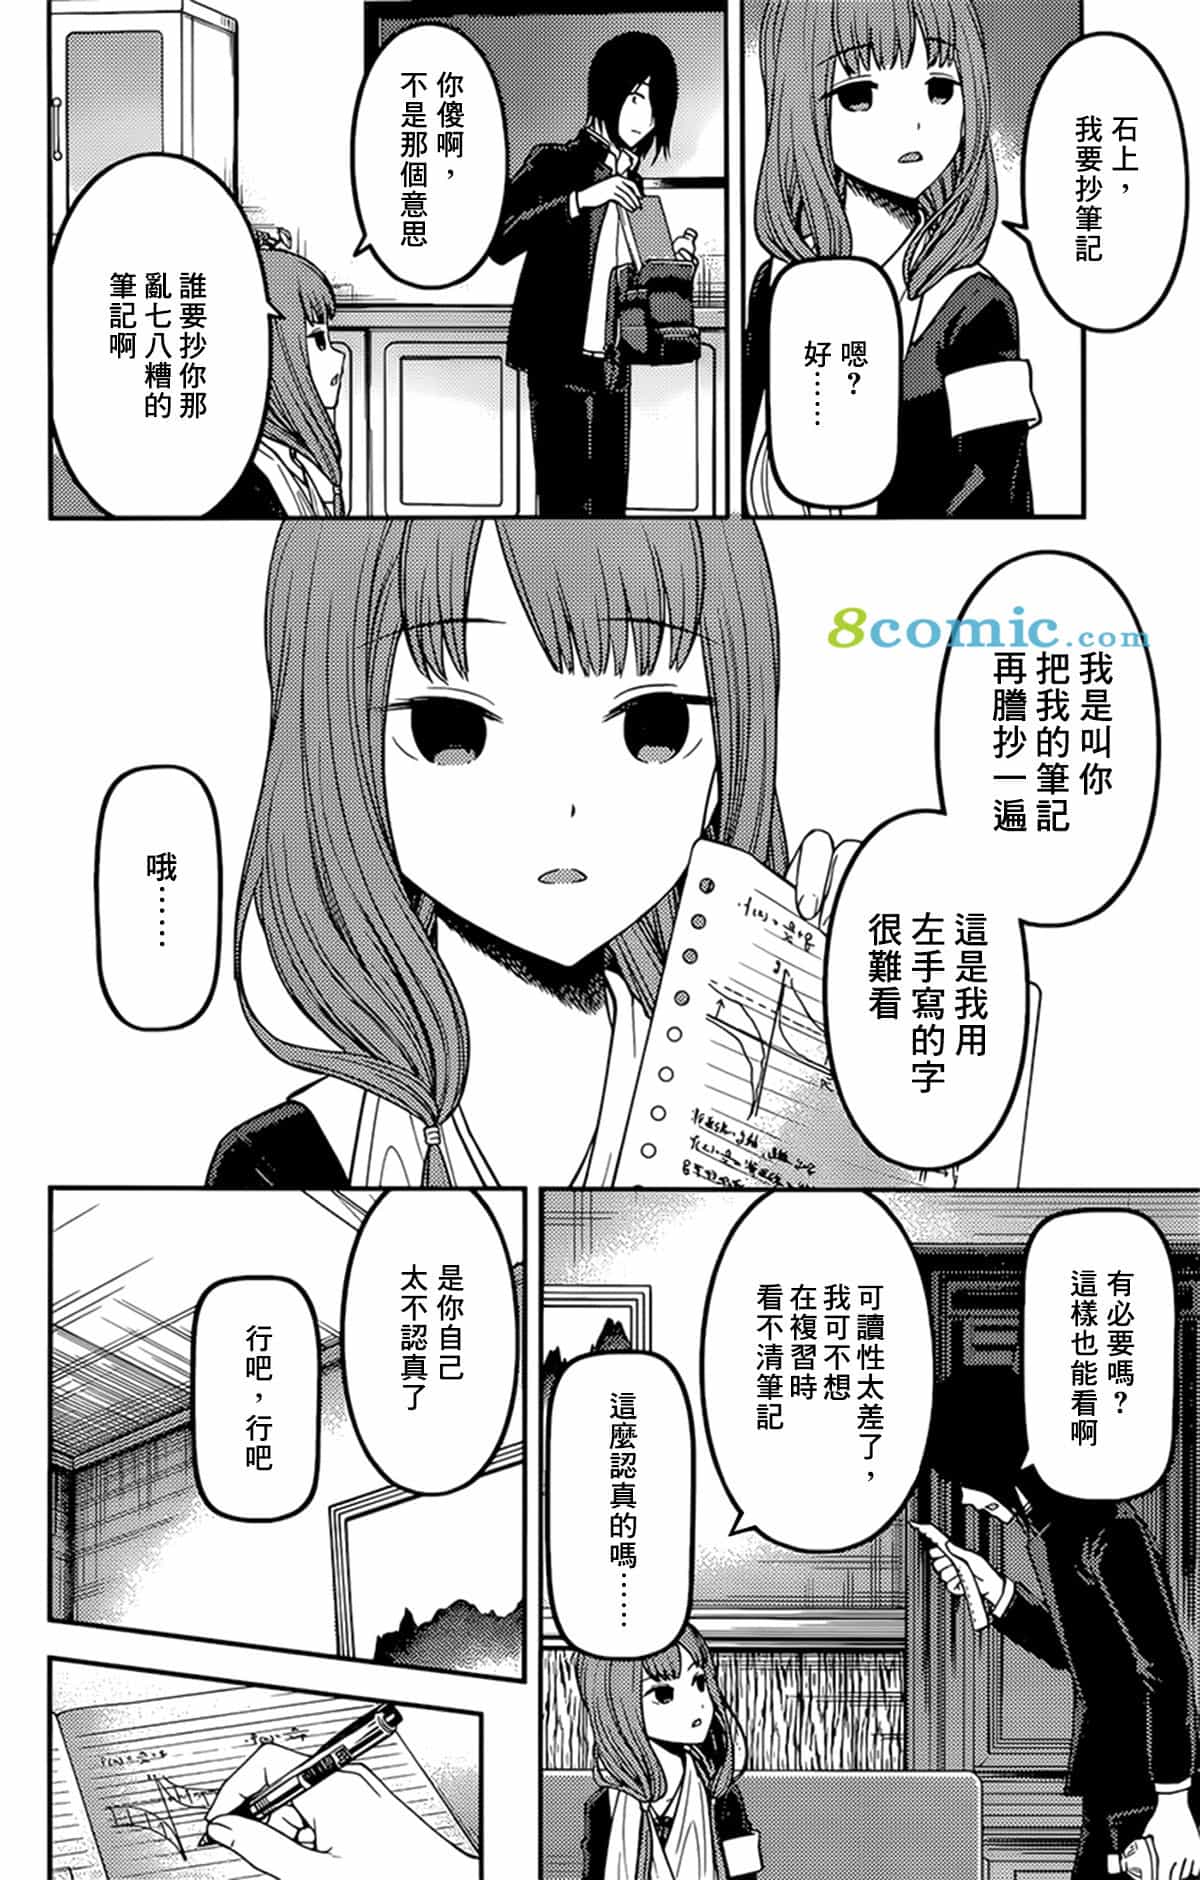 石上，
我要抄筆記
嗯？
好……
你傻啊，
不是那個意思
誰要抄你那
亂七八糟的
筆記啊
8comic.com
我是叫你
把我的筆記
再謄抄一遍
這是我用
左手寫的字
很難看
哦……
有必要嗎？
這樣也能看啊
可讀性太差了，
我可不想
在複習時
看不清筆記
這麼認真的嗎……
是你自己
太不認真了
行吧，行吧